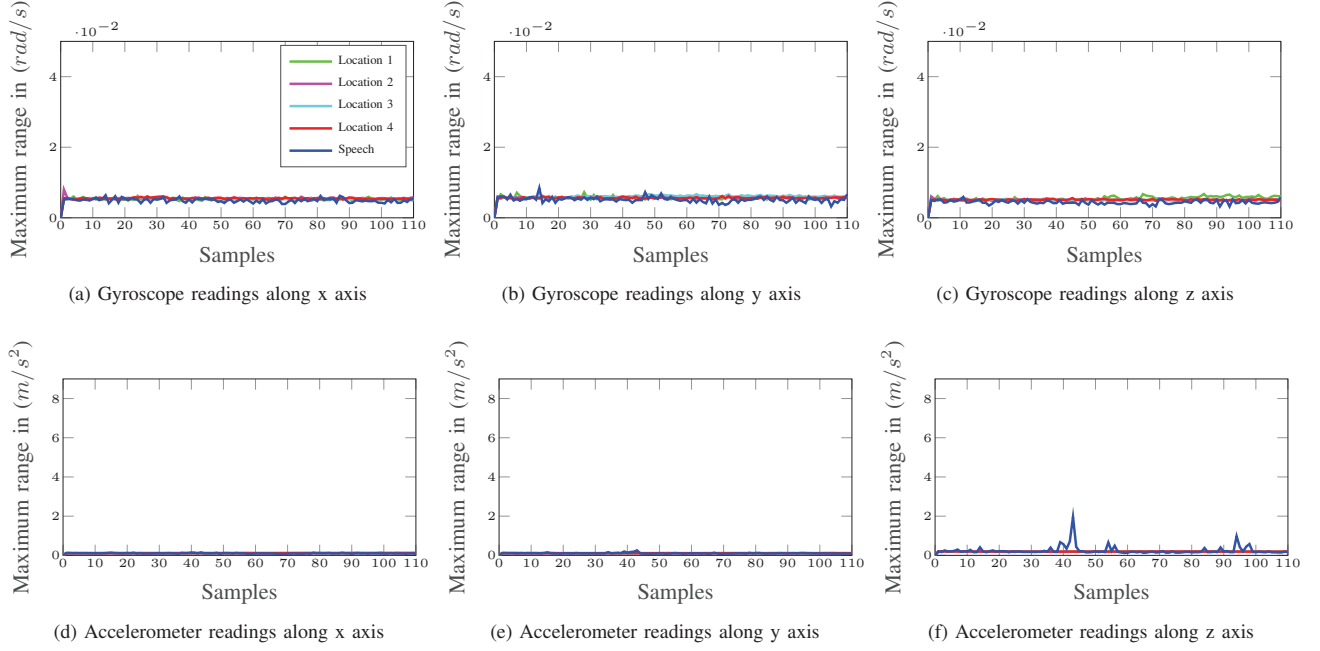 ·10⁻² ·10⁻² ·10⁻²
Maximum range in (rad/s)
4
2
0
0 10 20 30 40 50 60 70 80 90 100 110
Samples
Location 1
Location 2
Location 3
Location 4
Speech
(a) Gyroscope readings along x axis
Maximum range in (rad/s)
4
2
0
0 10 20 30 40 50 60 70 80 90 100 110
Samples
(b) Gyroscope readings along y axis
Maximum range in (rad/s)
4
2
0
0 10 20 30 40 50 60 70 80 90 100 110
Samples
(c) Gyroscope readings along z axis
Maximum range in (m/s²)
8
6
4
2
0
0 10 20 30 40 50 60 70 80 90 100 110
Samples
(d) Accelerometer readings along x axis
Maximum range in (m/s²)
8
6
4
2
0
0 10 20 30 40 50 60 70 80 90 100 110
Samples
(e) Accelerometer readings along y axis
Maximum range in (m/s²)
8
6
4
2
0
0 10 20 30 40 50 60 70 80 90 100 110
Samples
(f) Accelerometer readings along z axis